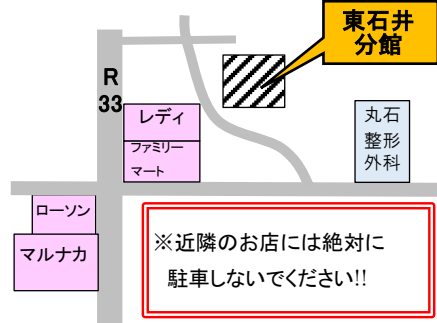 東石井
分館
R
33
レディ
ファミリー
マート
丸石
整形
外科
ローソン
マルナカ
※近隣のお店には絶対に
駐車しないでください!!